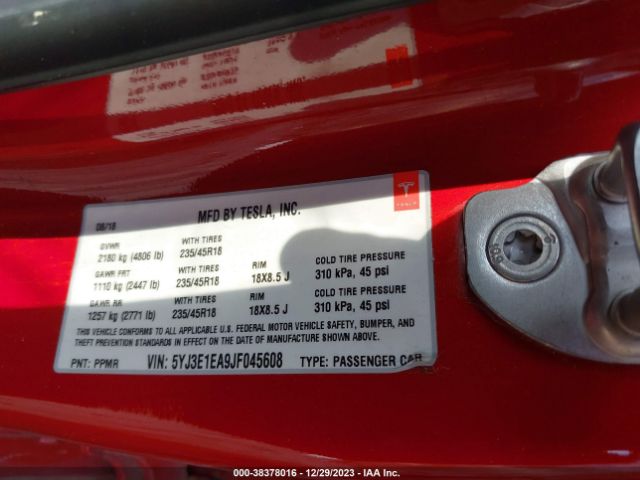 MFD BY TESLA, INC.
08/18
TESLA
GVWR WITH TIRES
2180 kg (4806 lb) 235/45R18
GAWR FRT WITH TIRES RIM COLD TIRE PRESSURE
1110 kg (2447 lb) 235/45R18 18X8.5 J 310 kPa, 45 psi
GAWR RR WITH TIRES RIM COLD TIRE PRESSURE
1257 kg (2771 lb) 235/45R18 18X8.5 J 310 kPa, 45 psi
THIS VEHICLE CONFORMS TO ALL APPLICABLE U.S. FEDERAL MOTOR VEHICLE SAFETY, BUMPER, AND
THEFT PREVENTION STANDARDS IN EFFECT ON THE DATE OF MANUFACTURE SHOWN ABOVE.
PNT: PPMR VIN: 5YJ3E1EA9JF045608 TYPE: PASSENGER CAR
000-38378016 - 12/29/2023 - IAA Inc.